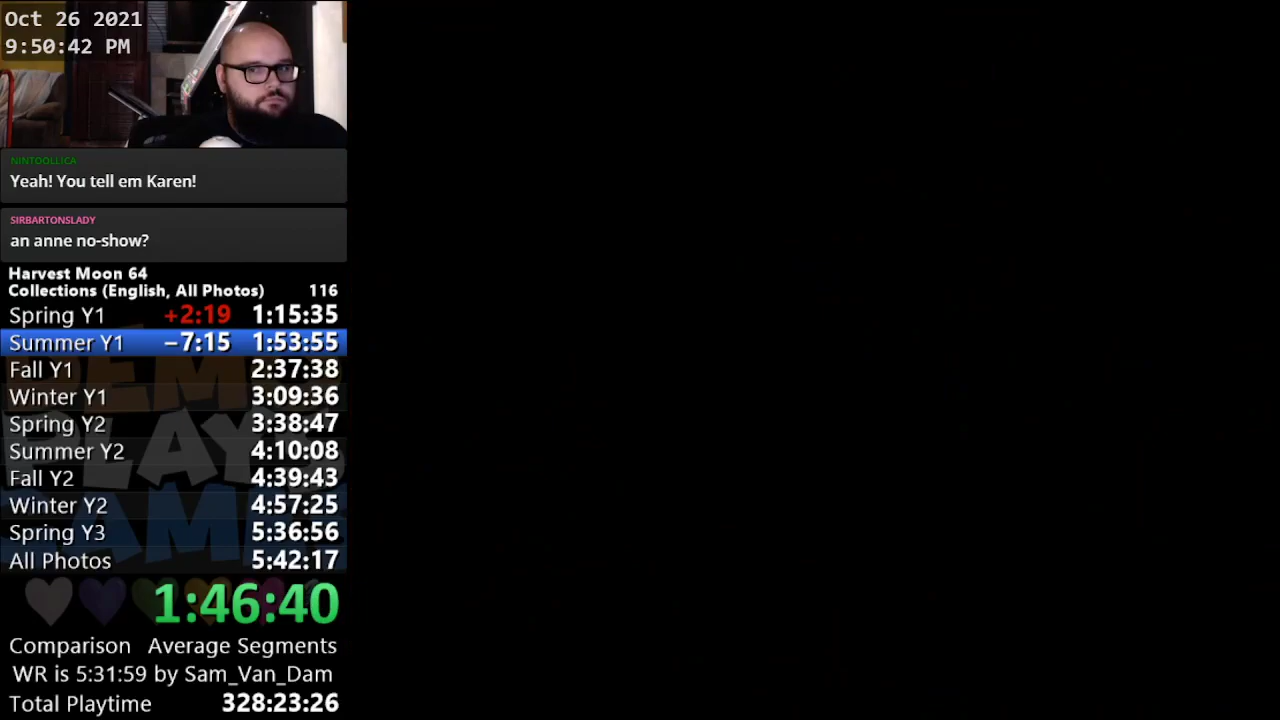 Oct 26 2021
9:50:42 PM
NINTOOLLICA
Yeah! You tell em Karen!
SIRBARTONSLADY
an anne no-show?
Harvest Moon 64
Collections (English, All Photos) 116
Spring Y1 +2:19 1:15:35
Summer Y1 −7:15 1:53:55
Fall Y1 2:37:38
Winter Y1 3:09:36
Spring Y2 3:38:47
Summer Y2 4:10:08
Fall Y2 4:39:43
Winter Y2 4:57:25
Spring Y3 5:36:56
All Photos 5:42:17
1:46:40
Comparison Average Segments
WR is 5:31:59 by Sam_Van_Dam
Total Playtime 328:23:26